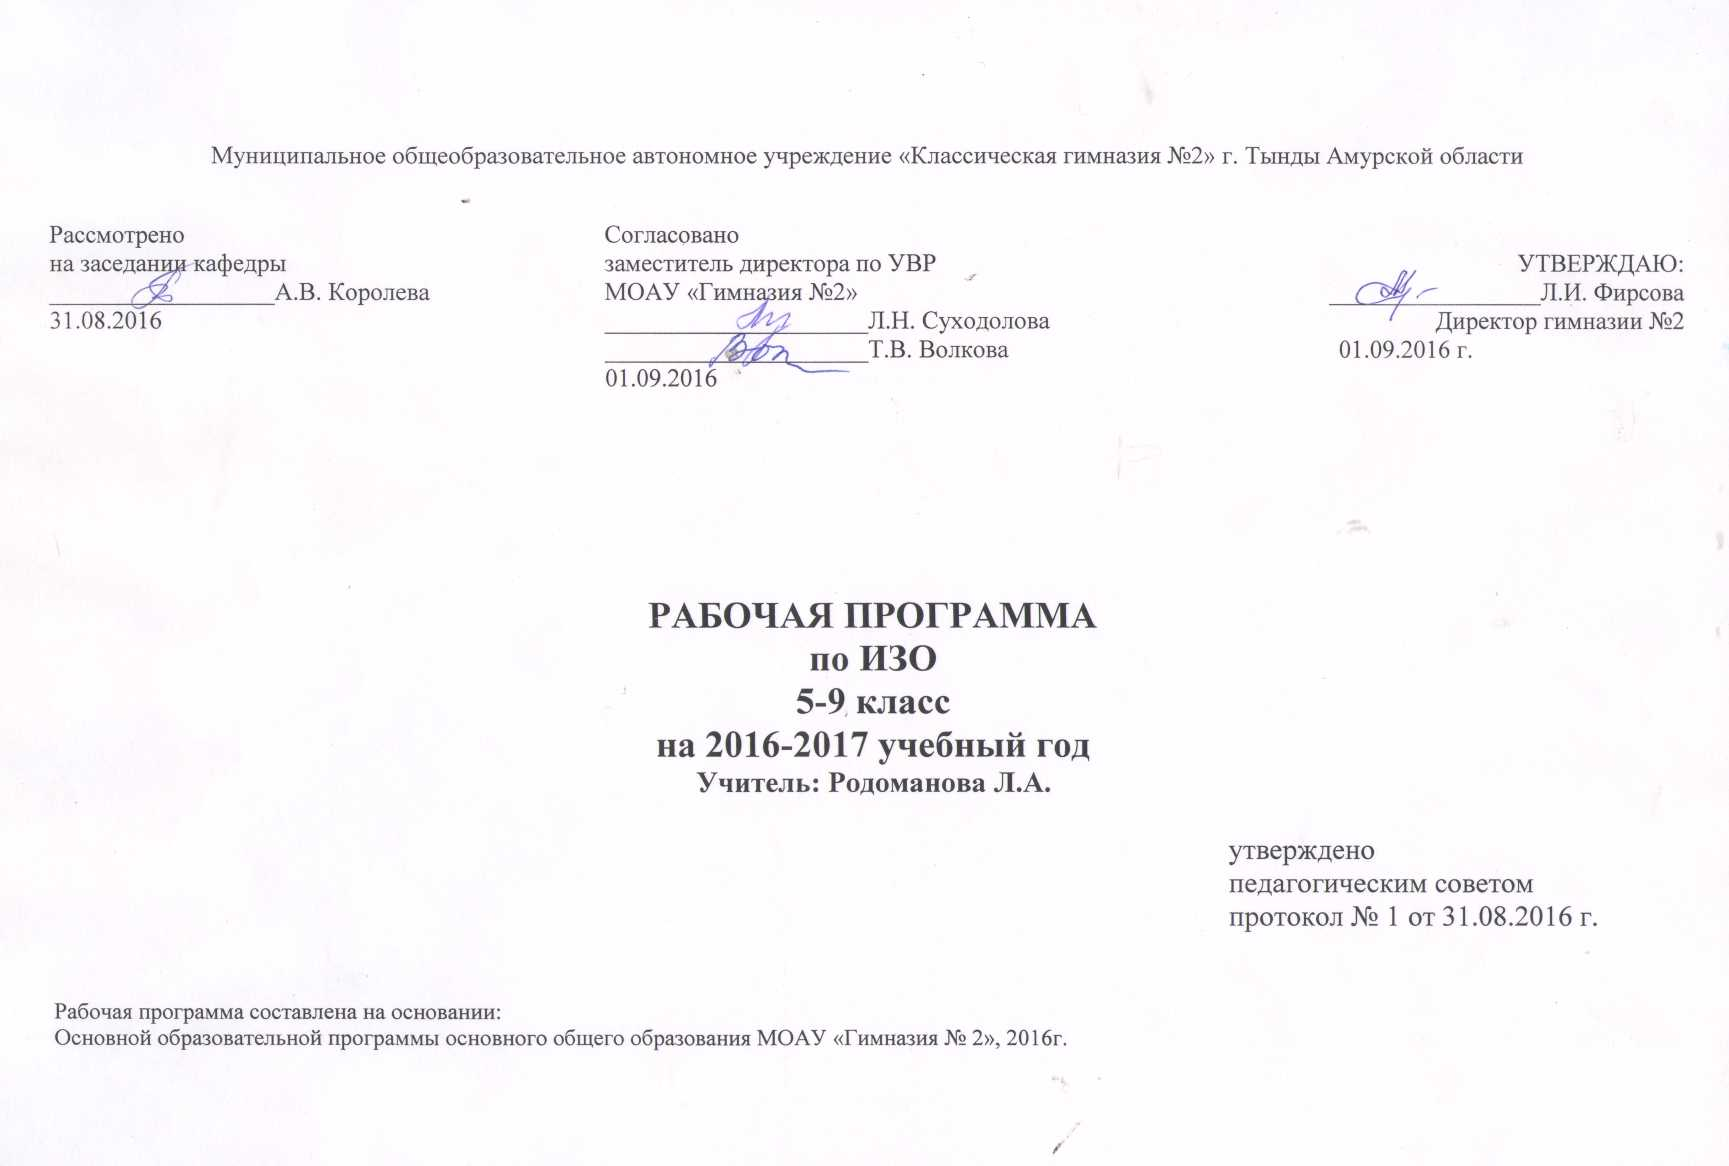 Муниципальное общеобразовательное автономное учреждение «Классическая гимназия №2» г. Тынды Амурской области
Рассмотрено
на заседании кафедры
__________________А.В. Королева
31.08.2016
Согласовано
заместитель директора по УВР
МОАУ «Гимназия №2»
_____________________Л.Н. Суходолова
_____________________Т.В. Волкова
01.09.2016
УТВЕРЖДАЮ:
_________________Л.И. Фирсова
Директор гимназии №2
01.09.2016 г.
РАБОЧАЯ ПРОГРАММА
по ИЗО
5-9 класс
на 2016-2017 учебный год
Учитель: Родоманова Л.А.
утверждено
педагогическим советом
протокол № 1 от 31.08.2016 г.
Рабочая программа составлена на основании:
Основной образовательной программы основного общего образования МОАУ «Гимназия № 2», 2016г.